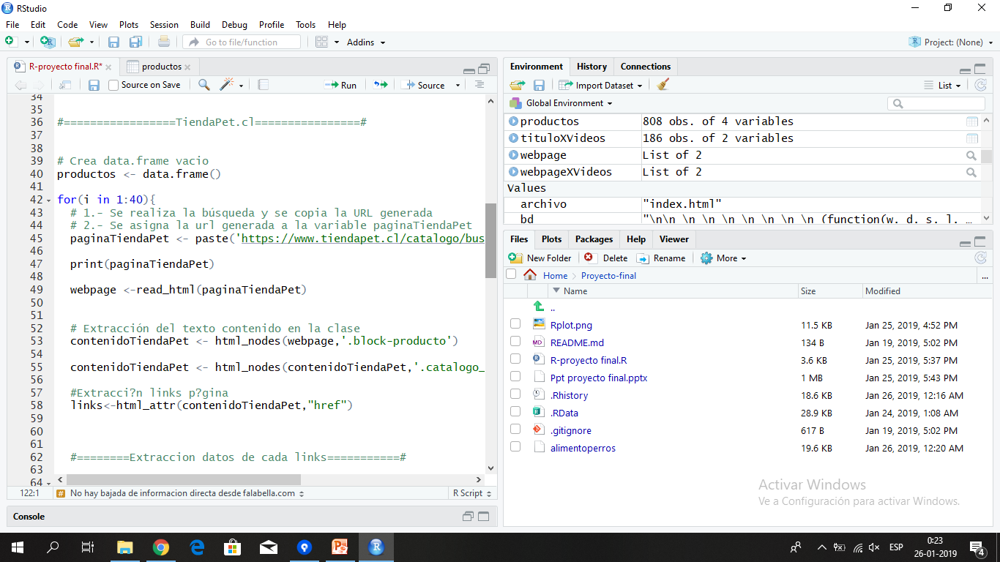 RStudio
File Edit Code View Plots Session Build Debug Profile Tools Help
Go to file/function Addins Project: (None)
R-proyecto final.R* productos
Source on Save Run Source
34
35
36 #=================TiendaPet.cl================#
37
38
39 # Crea data.frame vacio
40 productos <- data.frame()
41
42 for(i in 1:40){
43 # 1.- Se realiza la búsqueda y se copia la URL generada
44 # 2.- Se asigna la url generada a la variable paginaTiendaPet
45 paginaTiendaPet <- paste('https://www.tiendapet.cl/catalogo/bus
46
47 print(paginaTiendaPet)
48
49 webpage <-read_html(paginaTiendaPet)
50
51
52 # Extracción del texto contenido en la clase
53 contenidoTiendaPet <- html_nodes(webpage,'.block-producto')
54
55 contenidoTiendaPet <- html_nodes(contenidoTiendaPet,'.catalogo_
56
57 #Extracci?n links p?gina
58 links<-html_attr(contenidoTiendaPet,"href")
59
60
61
62 #========Extraccion datos de cada links===========#
63
64
122:1 # No hay bajada de informacion directa desde falabella.com R Script
Console
Environment History Connections
Import Dataset List
Global Environment
productos 808 obs. of 4 variables
tituloXVideos 186 obs. of 2 variables
webpage List of 2
webpageXVideos List of 2
Values
archivo "index.html"
bd "\n\n \n \n \n \n \n \n \n (function(w. d. s. l. …
Files Plots Packages Help Viewer
New Folder Delete Rename More
Home Proyecto-final ...
Name Size Modified
..
Rplot.png 11.5 KB Jan 25, 2019, 4:52 PM
MD README.md 134 B Jan 19, 2019, 5:02 PM
R-proyecto final.R 3.6 KB Jan 25, 2019, 5:37 PM
Ppt proyecto final.pptx 1 MB Jan 25, 2019, 5:43 PM
.Rhistory 18.6 KB Jan 26, 2019, 12:16 AM
.RData 28.9 KB Jan 24, 2019, 1:08 AM
.gitignore 617 B Jan 19, 2019, 5:02 PM
alimentoperros 19.6 KB Jan 26, 2019, 12:20 AM
Activar Windows
Ve a Configuración para activar Windows.
ESP
0:23
26-01-2019
4